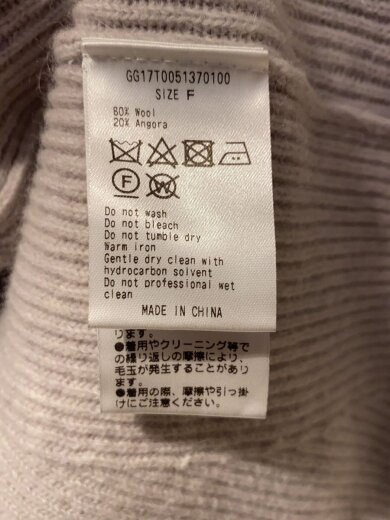 GG17T0051370100
SIZE F
80% Wool
20% Angora
F
W
Do not wash
Do not bleach
Do not tumble dry
Warm iron
Gentle dry clean with
hydrocarbon solvent
Do not professional wet
clean
MADE IN CHINA
ります。
●着用やクリーニング等で
の繰り返しの摩擦により、
毛玉が発生することがあり
ます。
●着用の際、摩擦や引っ掛
けにご注意ください。